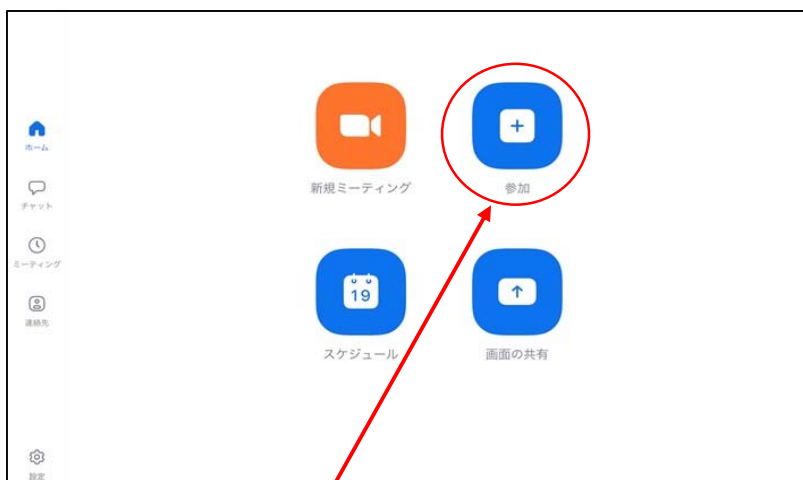 ホーム
チャット
ミーティング
連絡先
設定
新規ミーティング
参加
19
スケジュール
画面の共有